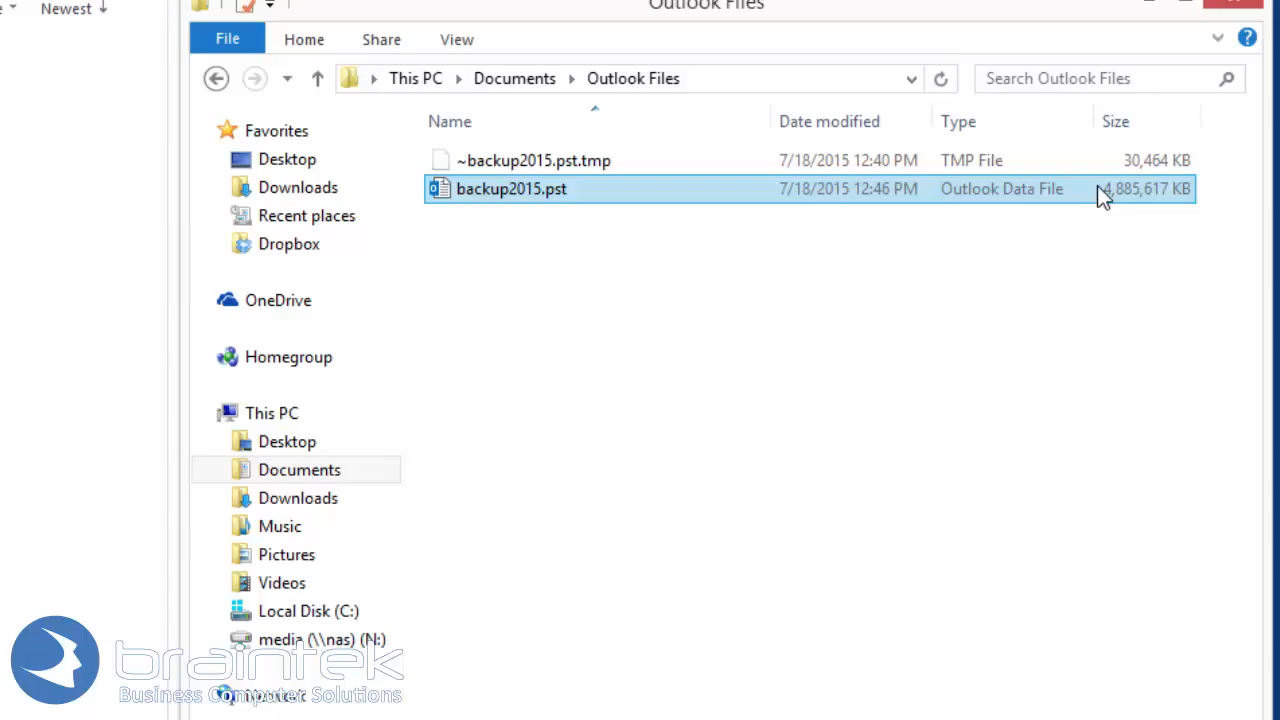 Newest
Outlook Files
File Home Share View
This PC Documents Outlook Files
Search Outlook Files
Name Date modified Type Size
~backup2015.pst.tmp 7/18/2015 12:40 PM TMP File 30,464 KB
backup2015.pst 7/18/2015 12:46 PM Outlook Data File 4,885,617 KB
Favorites
Desktop
Downloads
Recent places
Dropbox
OneDrive
Homegroup
This PC
Desktop
Documents
Downloads
Music
Pictures
Videos
Local Disk (C:)
media (\\nas) (N:)
braintek
Business Computer Solutions